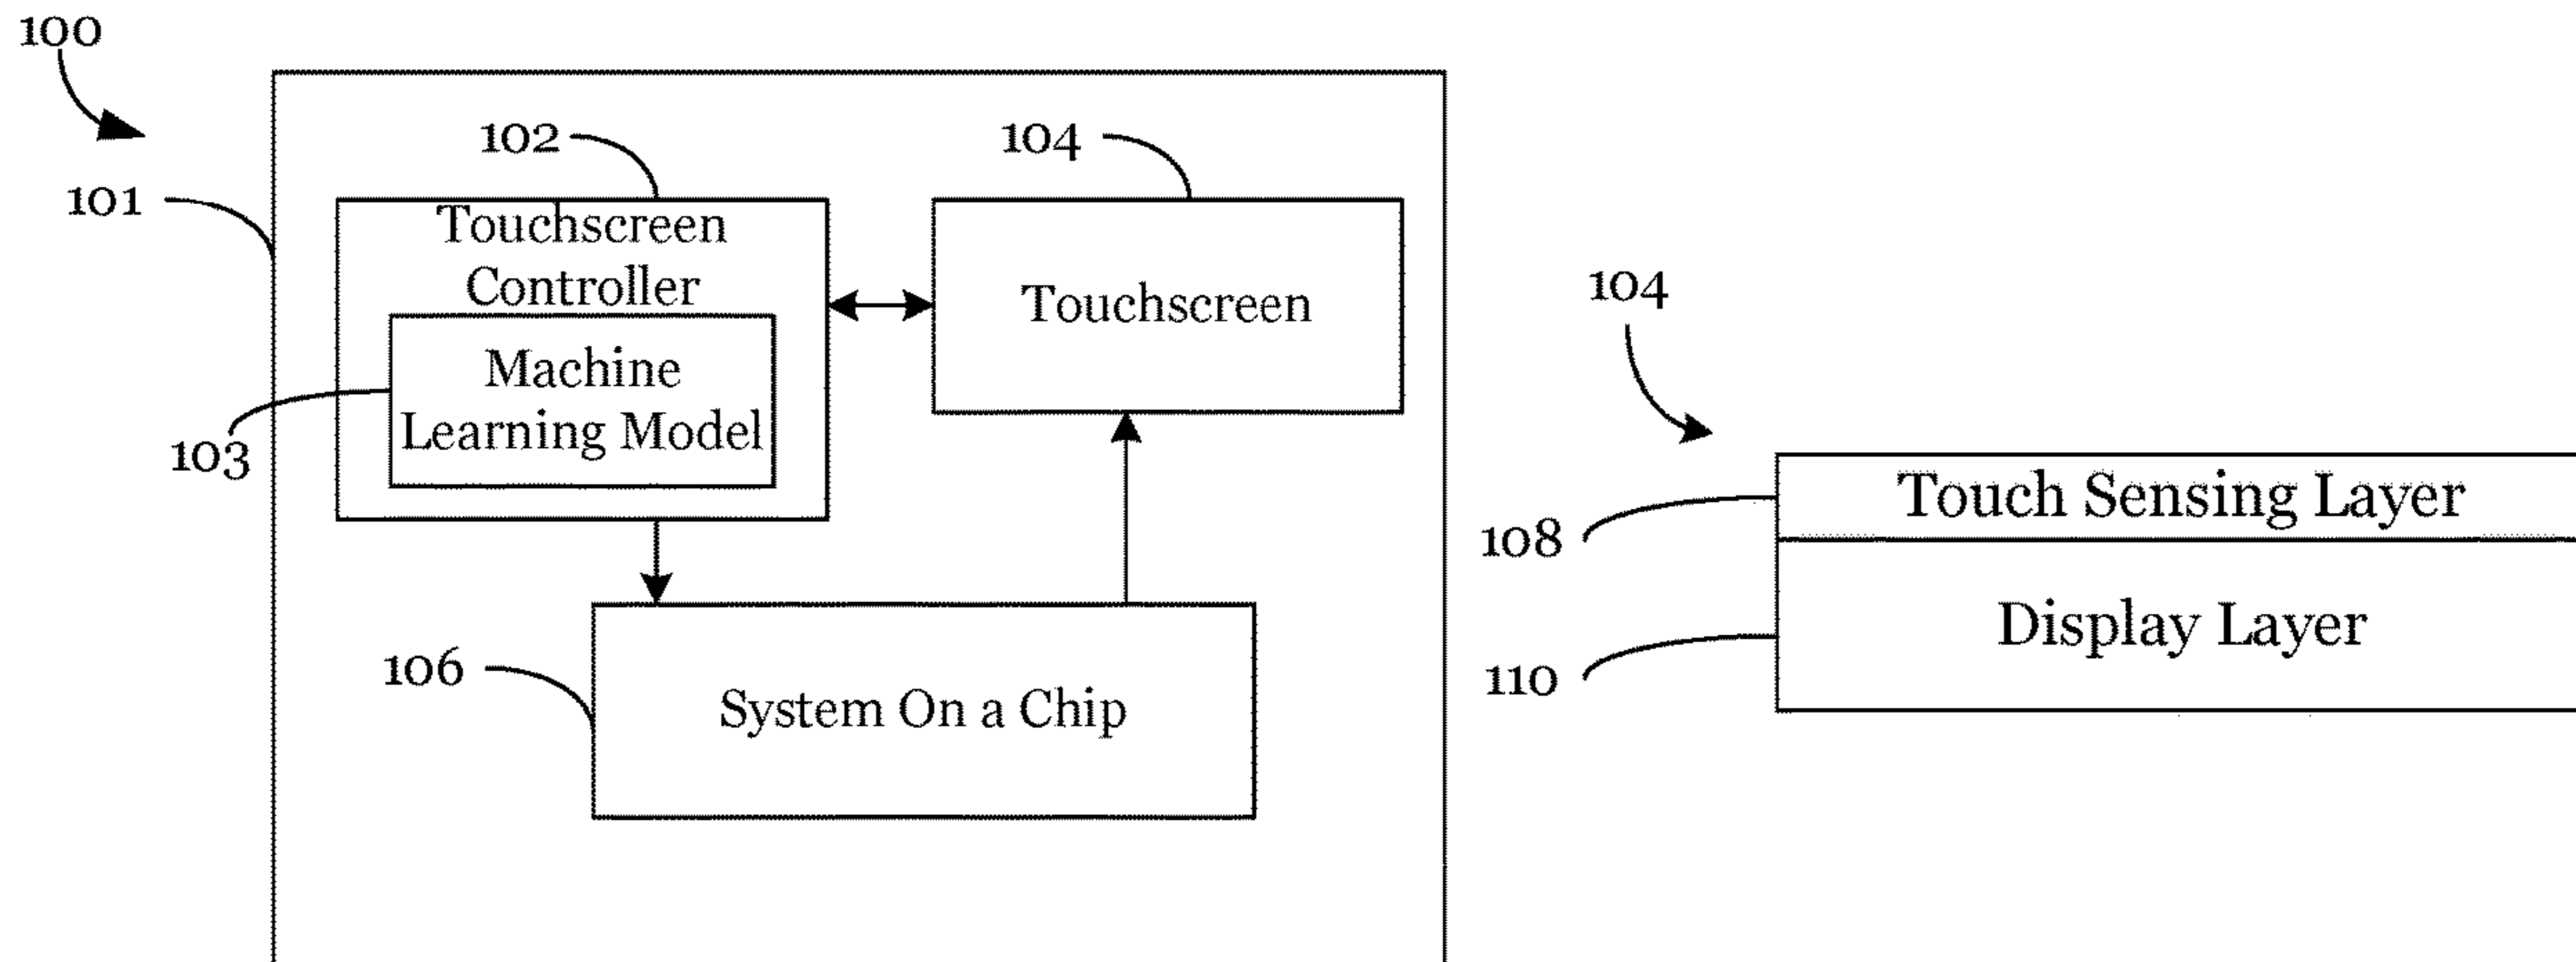 100
101
102
104
Touchscreen
Controller
Machine
Learning Model
103
Touchscreen
106
System On a Chip
104
108
Touch Sensing Layer
110
Display Layer